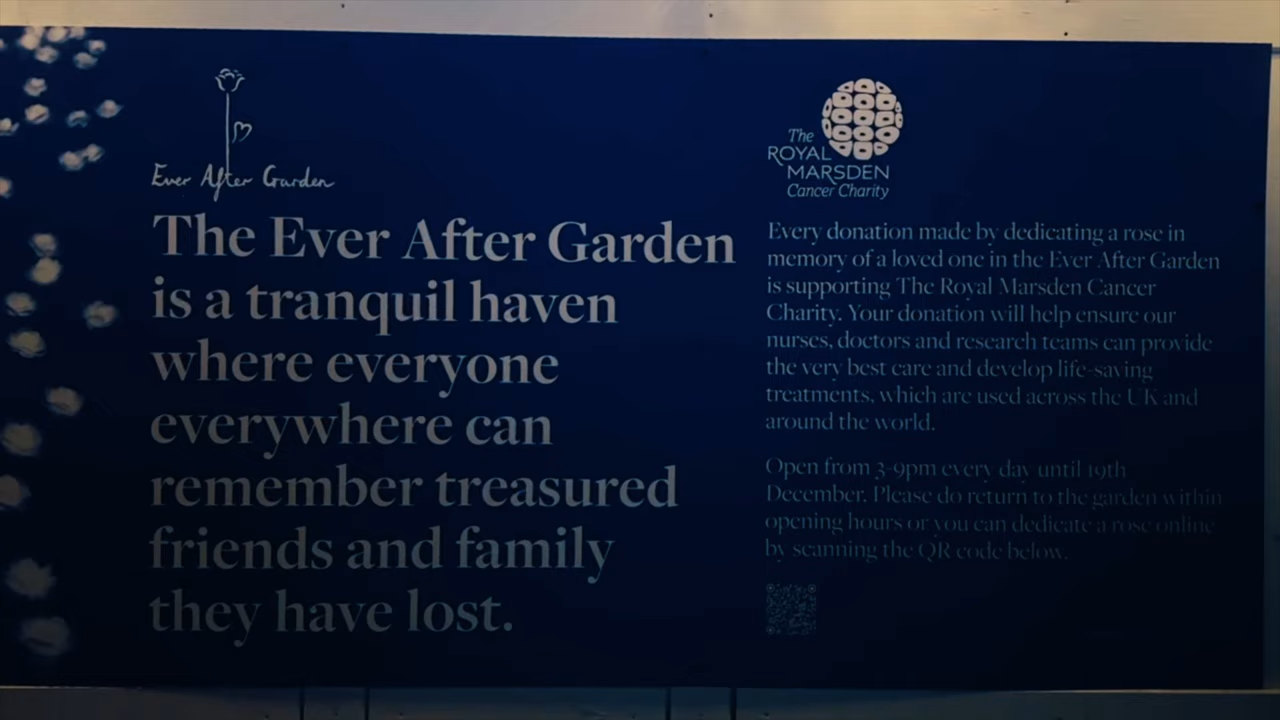 Ever After Garden
The Ever After Garden
is a tranquil haven
where everyone
everywhere can
remember treasured
friends and family
they have lost.
The
ROYAL
MARSDEN
Cancer Charity
Every donation made by dedicating a rose in
memory of a loved one in the Ever After Garden
is supporting The Royal Marsden Cancer
Charity. Your donation will help ensure our
nurses, doctors and research teams can provide
the very best care and develop life-saving
treatments, which are used across the UK and
around the world.
Open from 3-9pm every day until 19th
December. Please do return to the garden within
opening hours or you can dedicate a rose online
by scanning the QR code below.